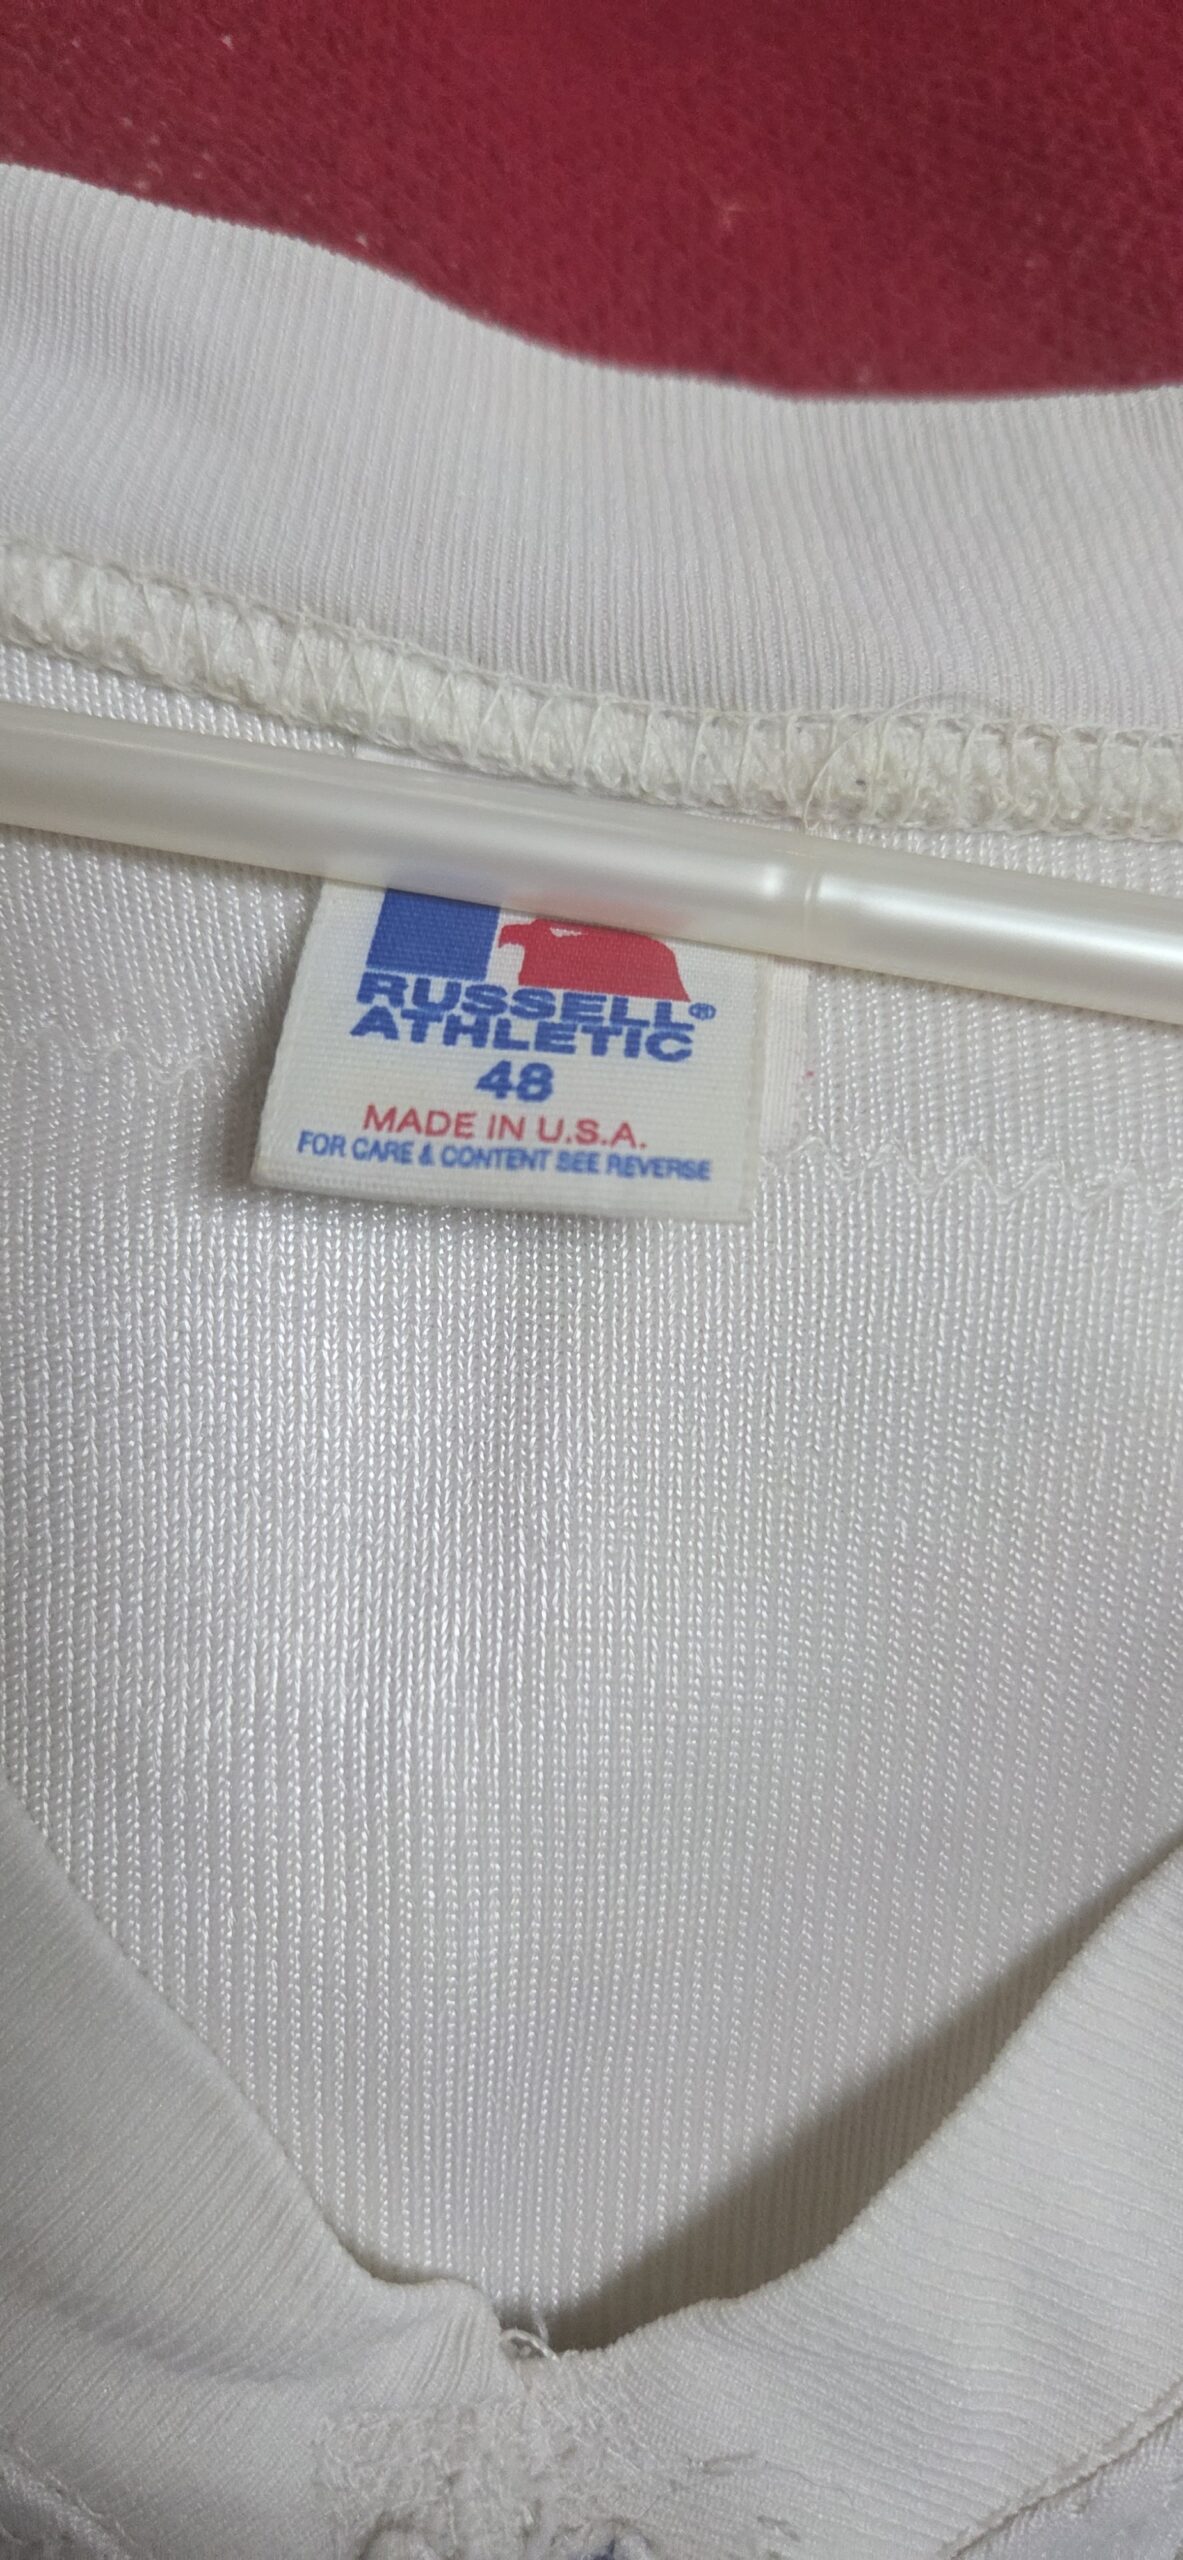 RUSSELL®
ATHLETIC
48
MADE IN U.S.A.
FOR CARE & CONTENT SEE REVERSE